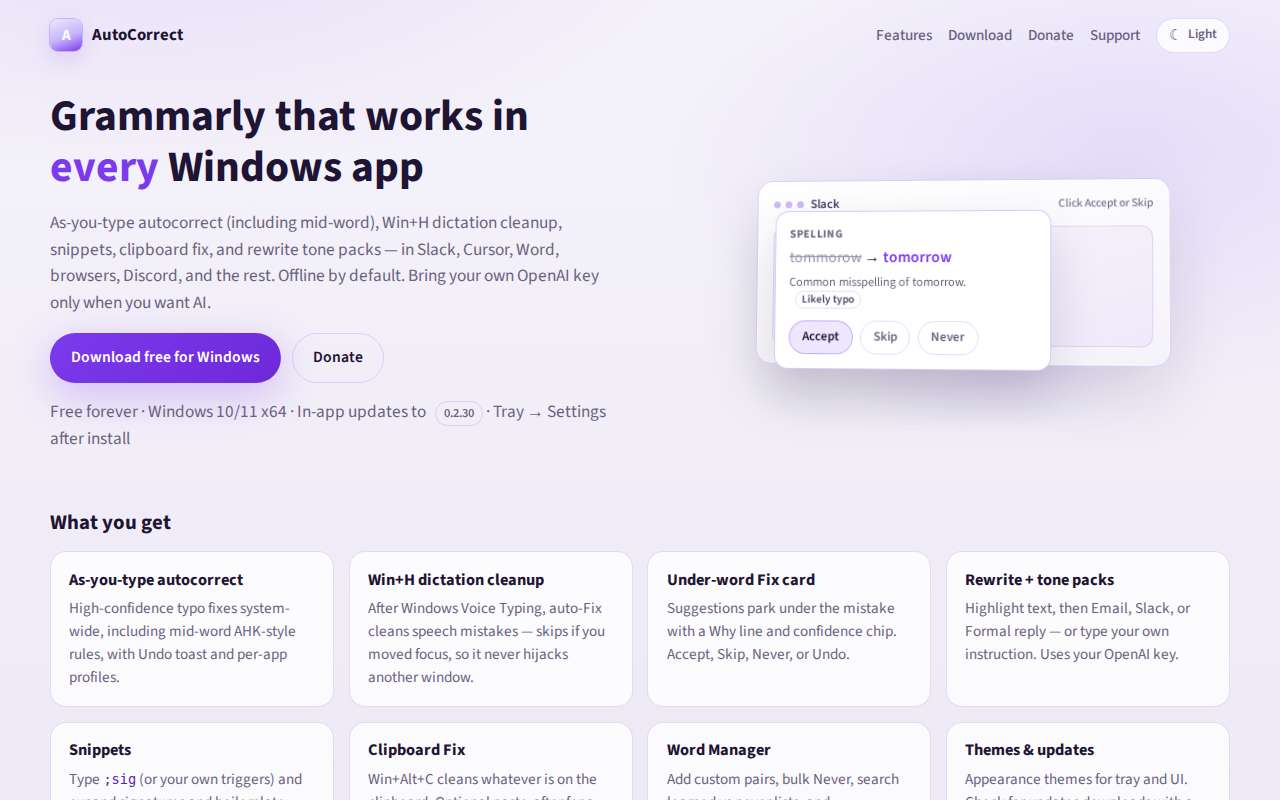 A AutoCorrect
Features Download Donate Support ☾ Light
Grammarly that works in
every Windows app
As-you-type autocorrect (including mid-word), Win+H dictation cleanup,
snippets, clipboard fix, and rewrite tone packs — in Slack, Cursor, Word,
browsers, Discord, and the rest. Offline by default. Bring your own OpenAI key
only when you want AI.
Download free for Windows
Donate
Free forever · Windows 10/11 x64 · In-app updates to 0.2.30 · Tray → Settings
after install
Slack
Click Accept or Skip
SPELLING
tommorow → tomorrow
Common misspelling of tomorrow.
Likely typo
Accept Skip Never
What you get
As-you-type autocorrect
High-confidence typo fixes system-
wide, including mid-word AHK-style
rules, with Undo toast and per-app
profiles.
Win+H dictation cleanup
After Windows Voice Typing, auto-Fix
cleans speech mistakes — skips if you
moved focus, so it never hijacks
another window.
Under-word Fix card
Suggestions park under the mistake
with a Why line and confidence chip.
Accept, Skip, Never, or Undo.
Rewrite + tone packs
Highlight text, then Email, Slack, or
Formal reply — or type your own
instruction. Uses your OpenAI key.
Snippets
Type ;sig (or your own triggers) and
Clipboard Fix
Win+Alt+C cleans whatever is on the
Word Manager
Add custom pairs, bulk Never, search
Themes & updates
Appearance themes for tray and UI.